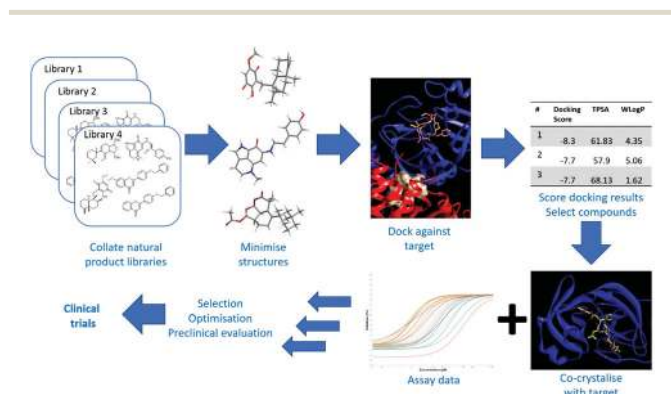 Library 1
Library 2
Library 3
Library 4
Collate natural
product libraries
Minimise
structures
Dock against
target
# Docking Score TPSA WLogP
1 -8.3 61.83 4.35
2 -7.7 57.9 5.06
3 -7.7 68.13 1.62
Score docking results
Select compounds
Co-crystalise
with target
+
Assay data
Selection
Optimisation
Preclinical evaluation
Clinical
trials